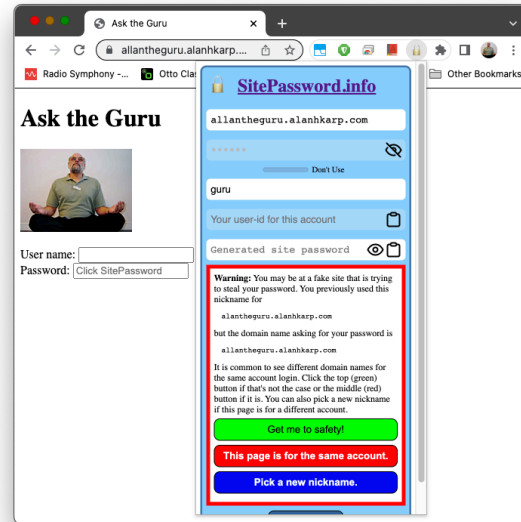 Ask the Guru
allantheguru.alanhkarp....
Radio Symphony -...
Otto Cla
Other Bookmarks
Ask the Guru
User name:
Password: Click SitePassword
SitePassword.info
allantheguru.alanhkarp.com
Don't Use
guru
Your user-id for this account
Generated site password
Warning: You may be at a fake site that is trying
to steal your password. You previously used this
nickname for
alantheguru.alanhkarp.com
but the domain name asking for your password is
allantheguru.alanhkarp.com
It is common to see different domain names for
the same account login. Click the top (green)
button if that's not the case or the middle (red)
button if it is. You can also pick a new nickname
if this page is for a different account.
Get me to safety!
This page is for the same account.
Pick a new nickname.